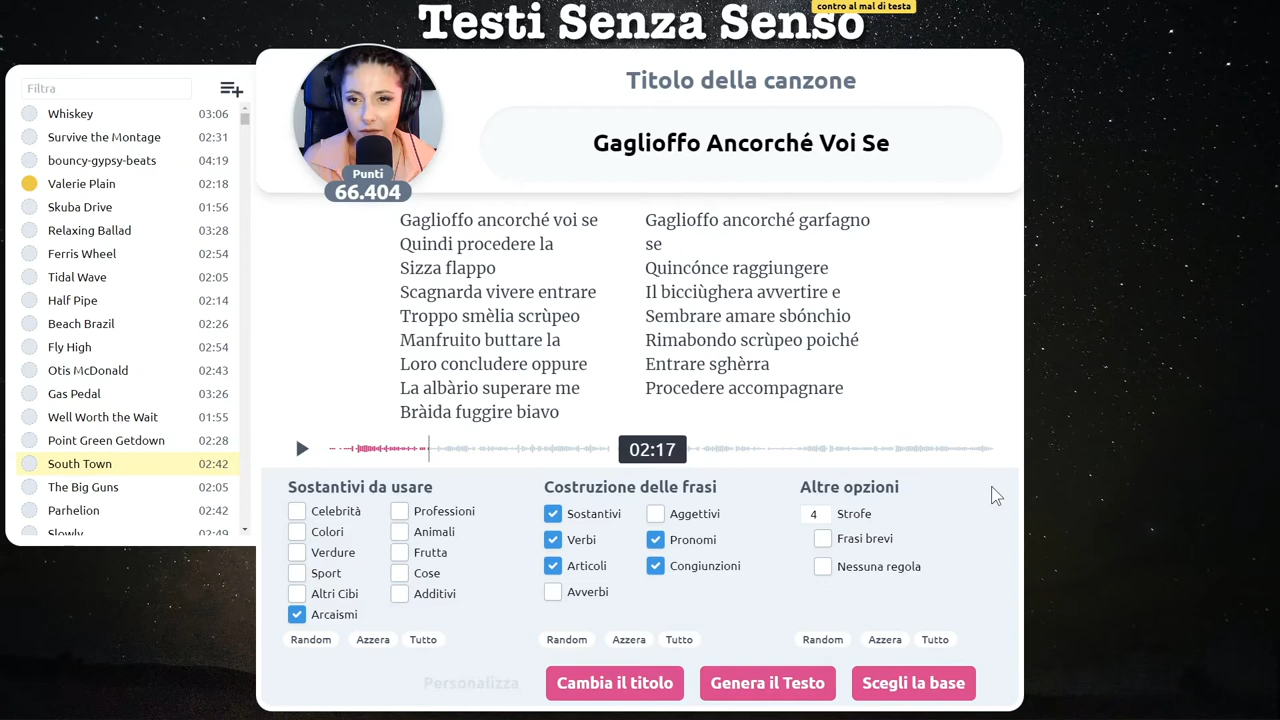 contro al mal di testa
Testi Senza Senso
Filtra
Whiskey 03:06
Survive the Montage 02:31
bouncy-gypsy-beats 04:19
Valerie Plain 02:18
Skuba Drive 01:56
Relaxing Ballad 03:28
Ferris Wheel 02:54
Tidal Wave 02:05
Half Pipe 02:14
Beach Brazil 02:26
Fly High 02:54
Otis McDonald 02:43
Gas Pedal 03:26
Well Worth the Wait 01:55
Point Green Getdown 02:28
South Town 02:42
The Big Guns 02:05
Parhelion 02:42
Slowly 02:49
Punti
66.404
Titolo della canzone
Gaglioffo Ancorché Voi Se
Gaglioffo ancorché voi se
Quindi procedere la
Sizza flappo
Scagnarda vivere entrare
Troppo smèlia scrùpeo
Manfruito buttare la
Loro concludere oppure
La albàrio superare me
Bràida fuggire biavo
Gaglioffo ancorché garfagno
se
Quincónce raggiungere
Il bicciùghera avvertire e
Sembrare amare sbónchio
Rimabondo scrùpeo poiché
Entrare sghèrra
Procedere accompagnare
02:17
Sostantivi da usare
Celebrità Professioni
Colori Animali
Verdure Frutta
Sport Cose
Altri Cibi Additivi
Arcaismi
Random Azzera Tutto
Costruzione delle frasi
Sostantivi Aggettivi
Verbi Pronomi
Articoli Congiunzioni
Avverbi
Random Azzera Tutto
Altre opzioni
4 Strofe
Frasi brevi
Nessuna regola
Random Azzera Tutto
Personalizza
Cambia il titolo
Genera il Testo
Scegli la base